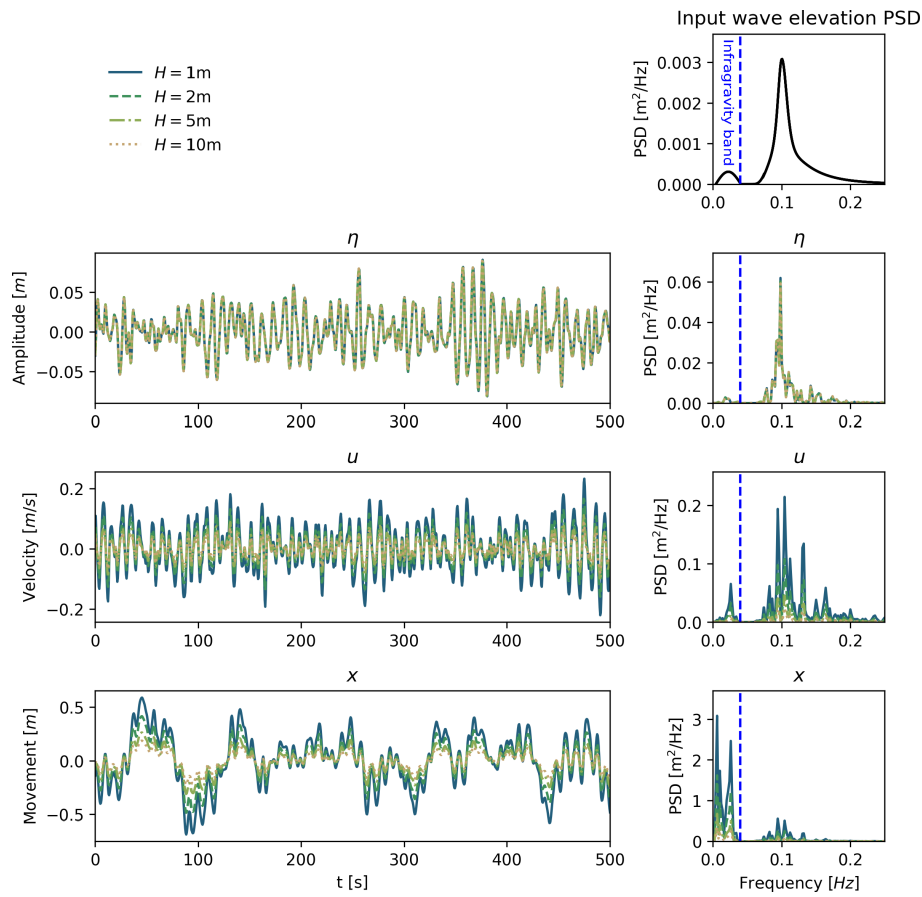 Input wave elevation PSD
H = 1m
H = 2m
H = 5m
H = 10m
PSD [m²/Hz]
0.003
0.002
0.001
0.000
Infragravity band
0.0 0.1 0.2
η
Amplitude [m]
0.05
0.00
−0.05
0 100 200 300 400 500
η
PSD [m²/Hz]
0.06
0.04
0.02
0.00
0.0 0.1 0.2
u
Velocity [m/s]
0.2
0.0
−0.2
0 100 200 300 400 500
u
PSD [m²/Hz]
0.2
0.1
0.0
0.0 0.1 0.2
x
Movement [m]
0.5
0.0
−0.5
0 100 200 300 400 500
t [s]
x
PSD [m²/Hz]
3
2
1
0
0.0 0.1 0.2
Frequency [Hz]